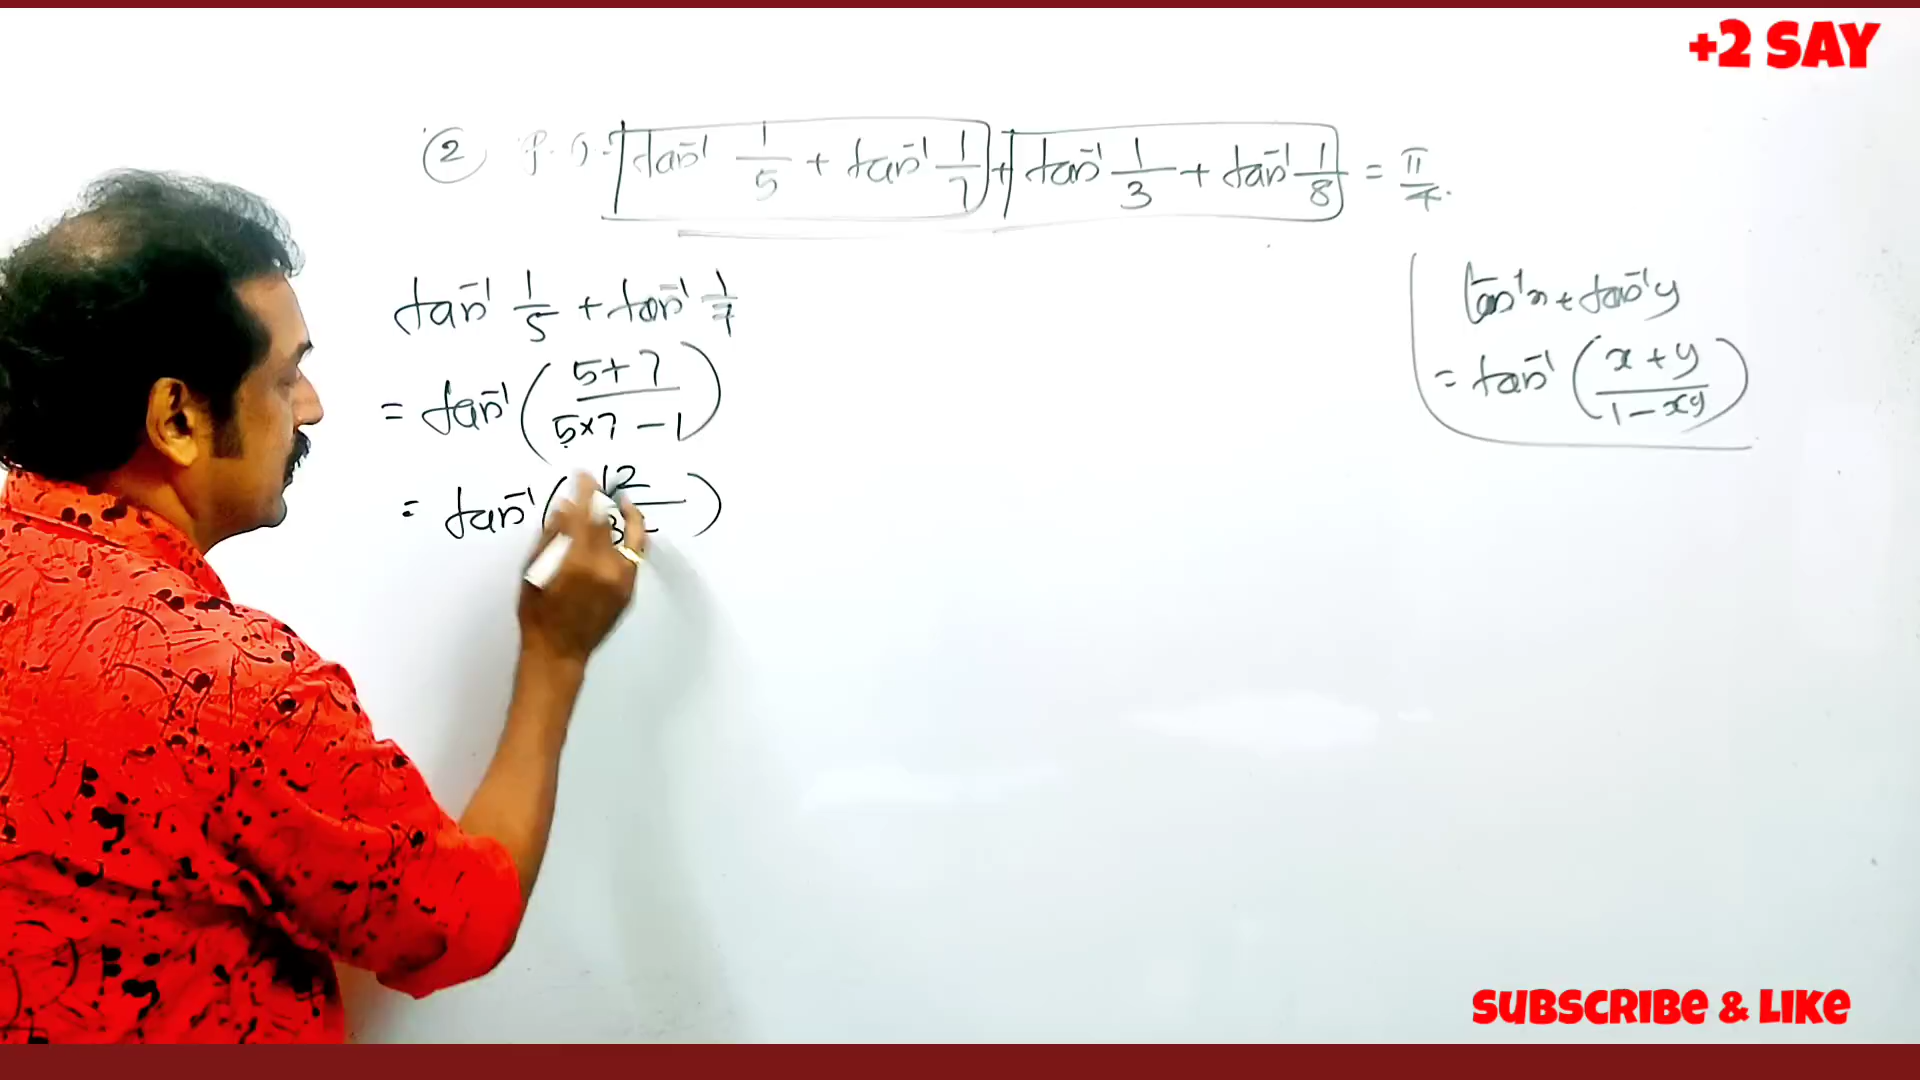 +2 SAY
② P.T. tan⁻¹ 1/5 + tan⁻¹ 1/7 + tan⁻¹ 1/3 + tan⁻¹ 1/8 = π/4.
tan⁻¹ 1/5 + tan⁻¹ 1/7
= tan⁻¹ (5+7 / 5×7 − 1)
= tan⁻¹ (12 / )
tan⁻¹x + tan⁻¹y
= tan⁻¹ (x + y / 1 − xy)
SUBSCRIBE & LIKE